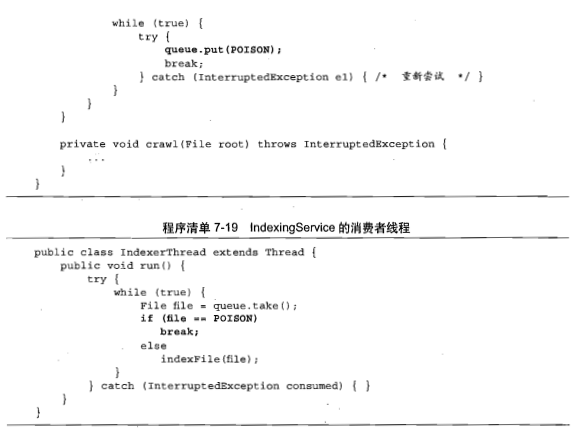 while (true) {
try {
queue.put(POISON);
break;
} catch (InterruptedException e1) { /* 重新尝试 */ }
}
}
}
private void crawl(File root) throws InterruptedException {
...
}
}
程序清单 7-19 IndexingService 的消费者线程
public class IndexerThread extends Thread {
public void run() {
try {
while (true) {
File file = queue.take();
if (file == POISON)
break;
else
indexFile(file);
}
} catch (InterruptedException consumed) { }
}
}